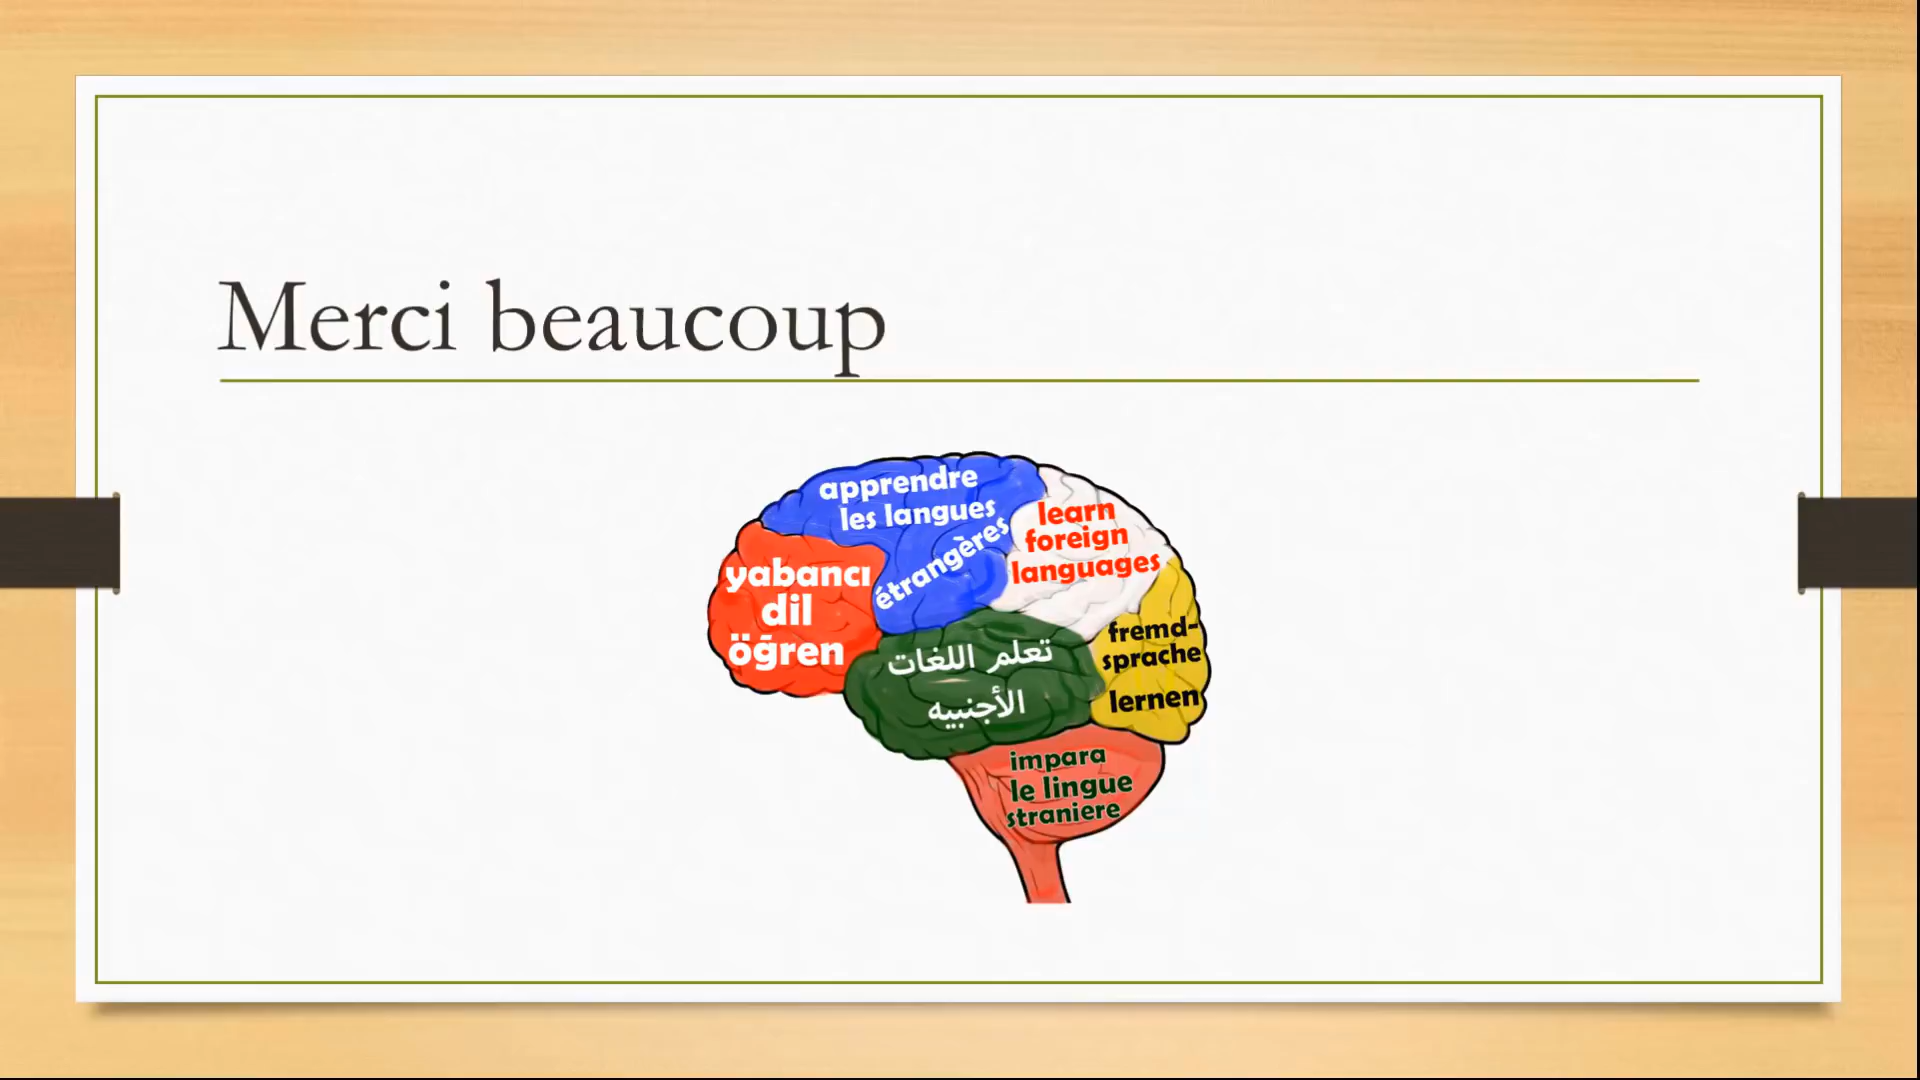 Merci beaucoup
apprendre
les langues
étrangères
learn
foreign
languages
yabancı
dil
öğren
تعلم اللغات
الأجنبيه
fremd-
sprache
lernen
impara
le lingue
straniere